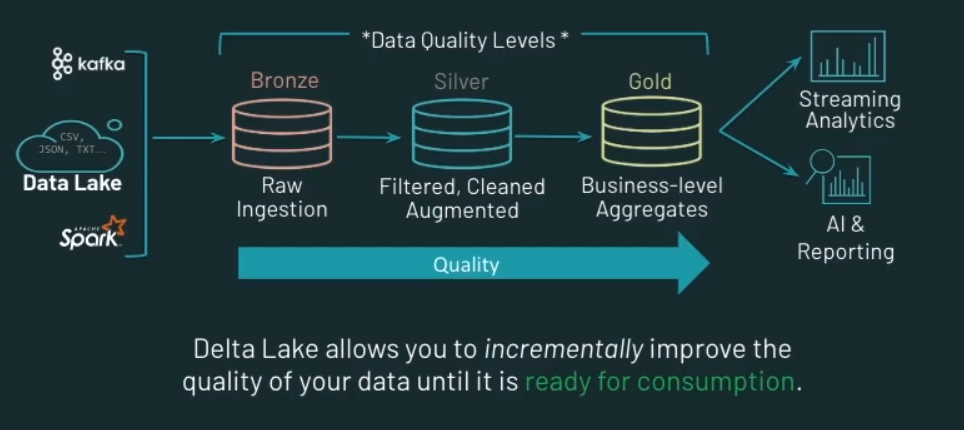 *Data Quality Levels *
kafka
CSV,
JSON, TXT...
Data Lake
APACHE
Spark
Bronze
Raw
Ingestion
Silver
Filtered, Cleaned
Augmented
Gold
Business-level
Aggregates
Streaming
Analytics
AI &
Reporting
Quality
Delta Lake allows you to incrementally improve the
quality of your data until it is ready for consumption.